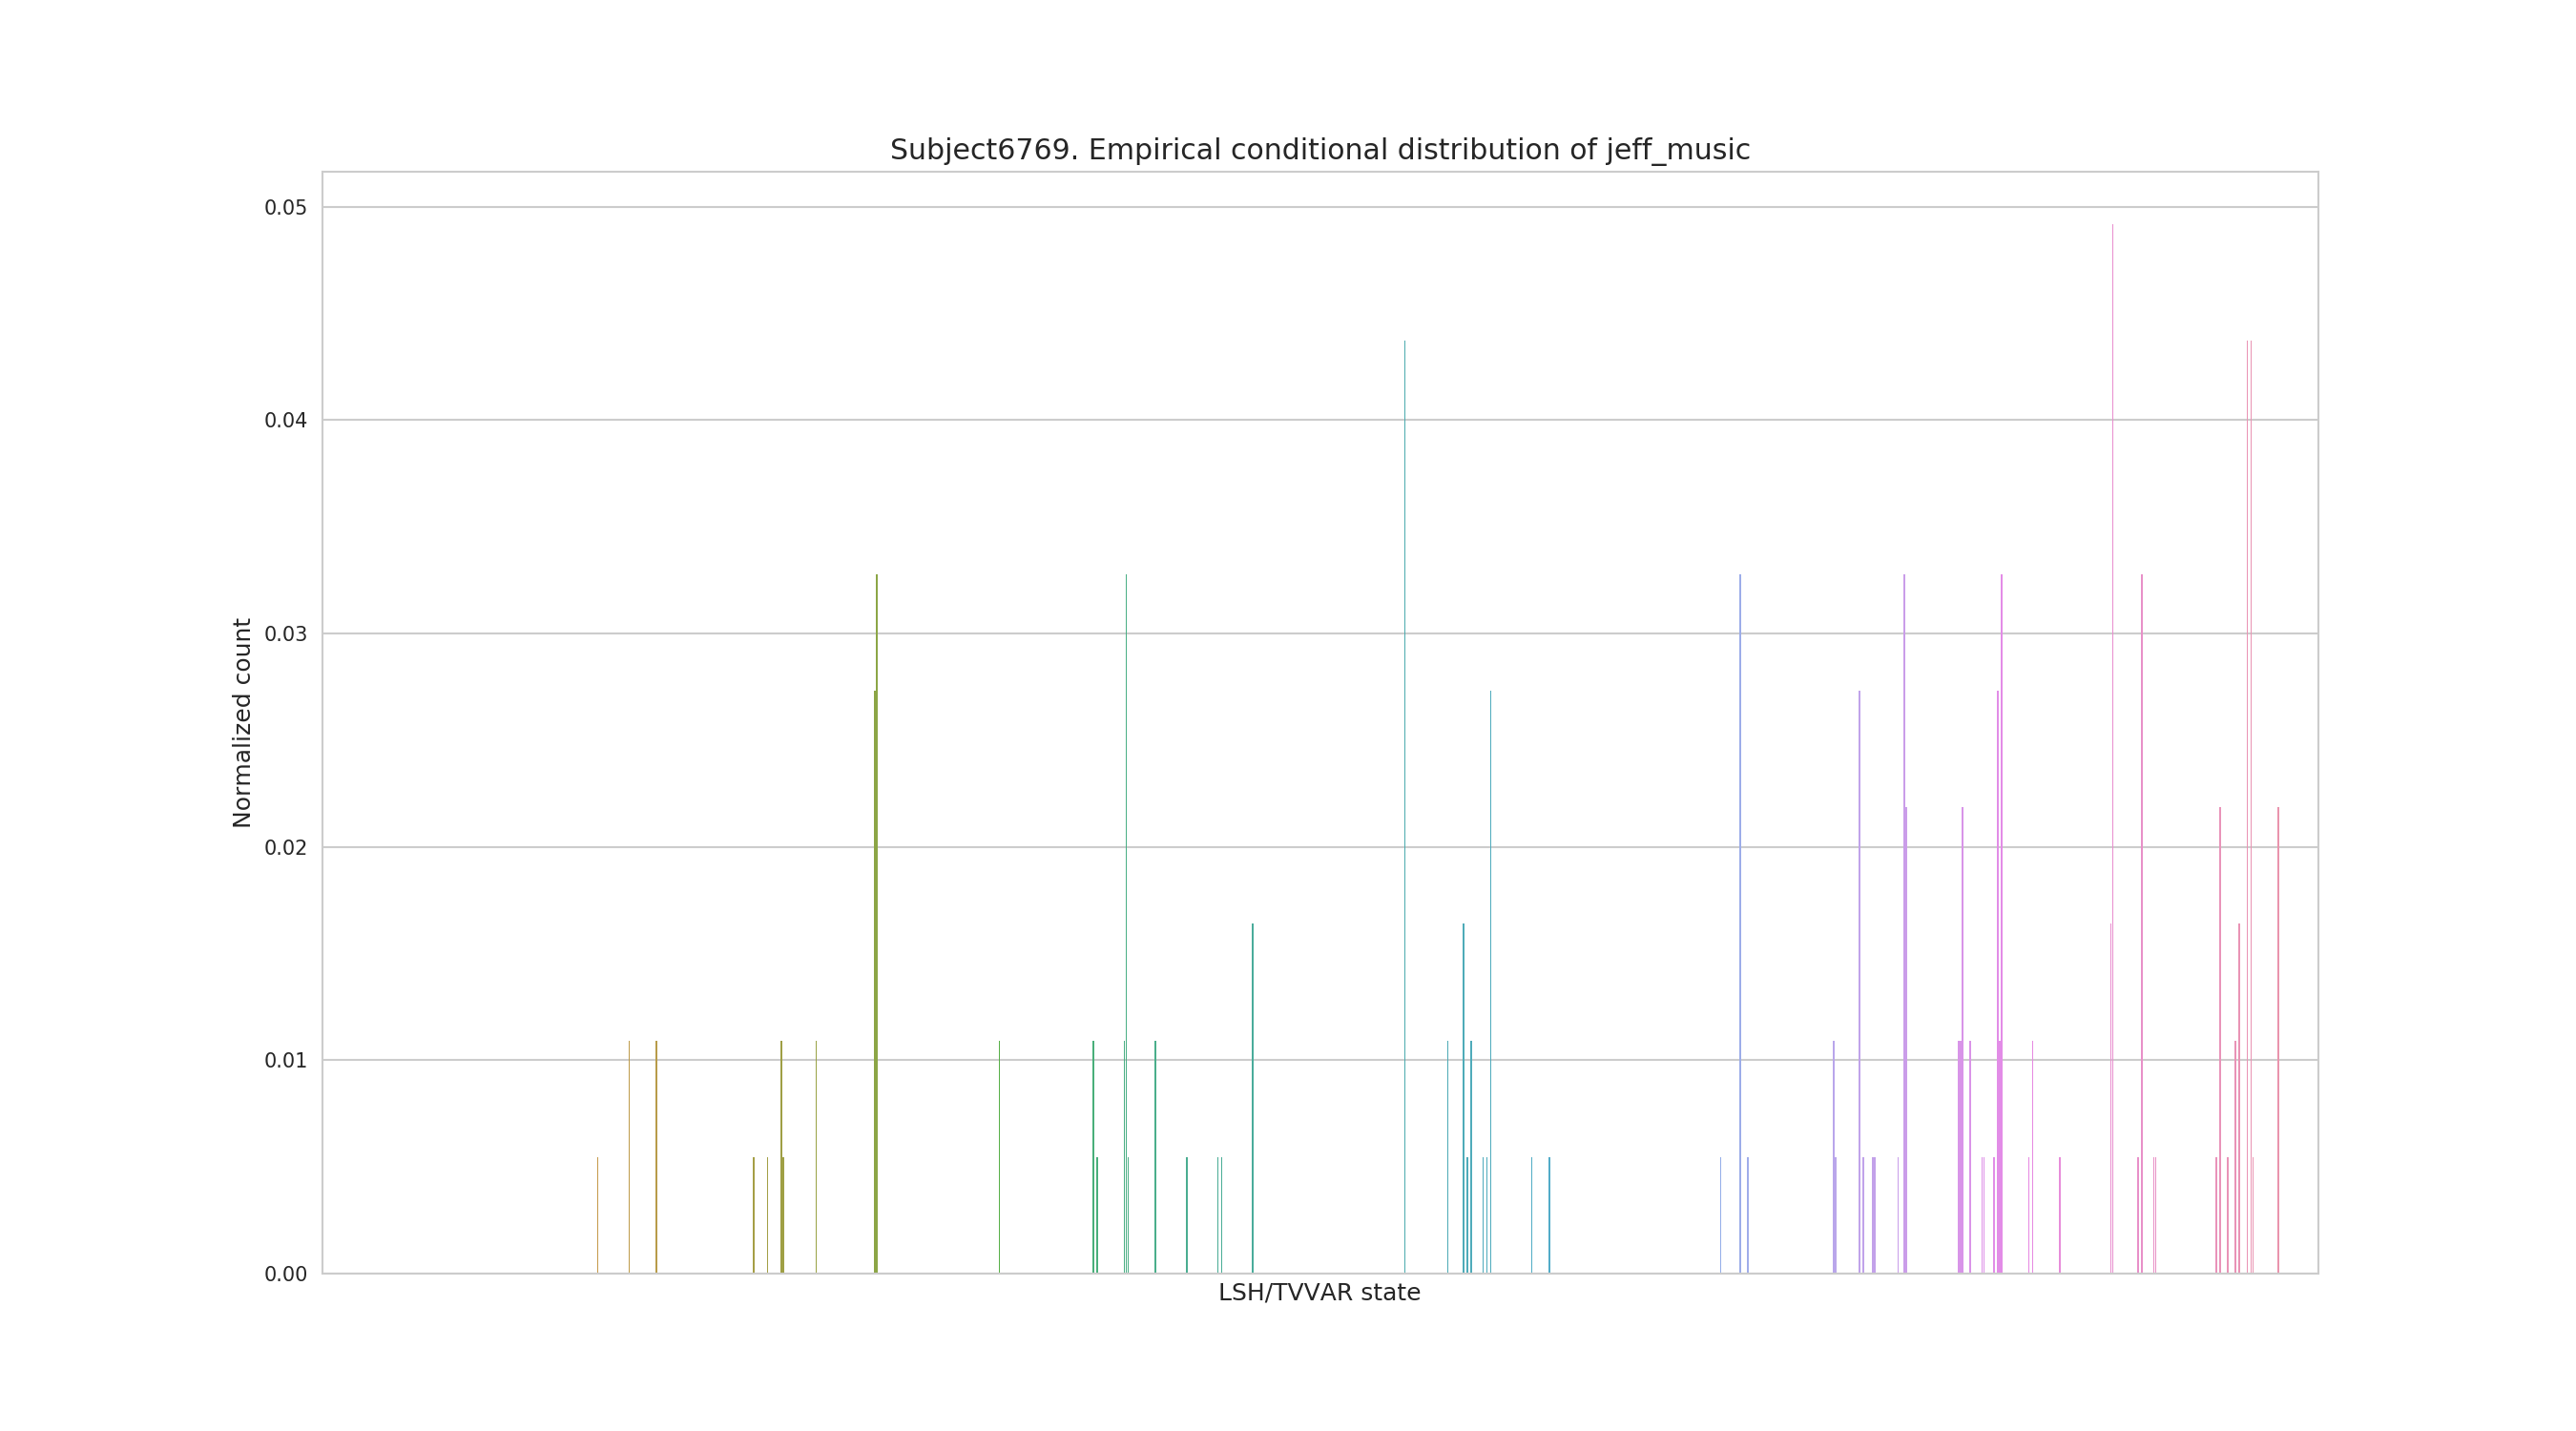 Subject6769. Empirical conditional distribution of jeff_music
0.05
0.04
0.03
0.02
0.01
0.00
Normalized count
LSH/TVVAR state